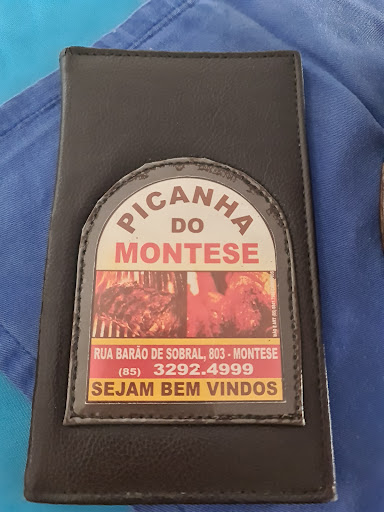 PICANHA
DO
MONTESE
RUA BARÃO DE SOBRAL, 803 - MONTESE
(85) 3292.4999
SEJAM BEM VINDOS